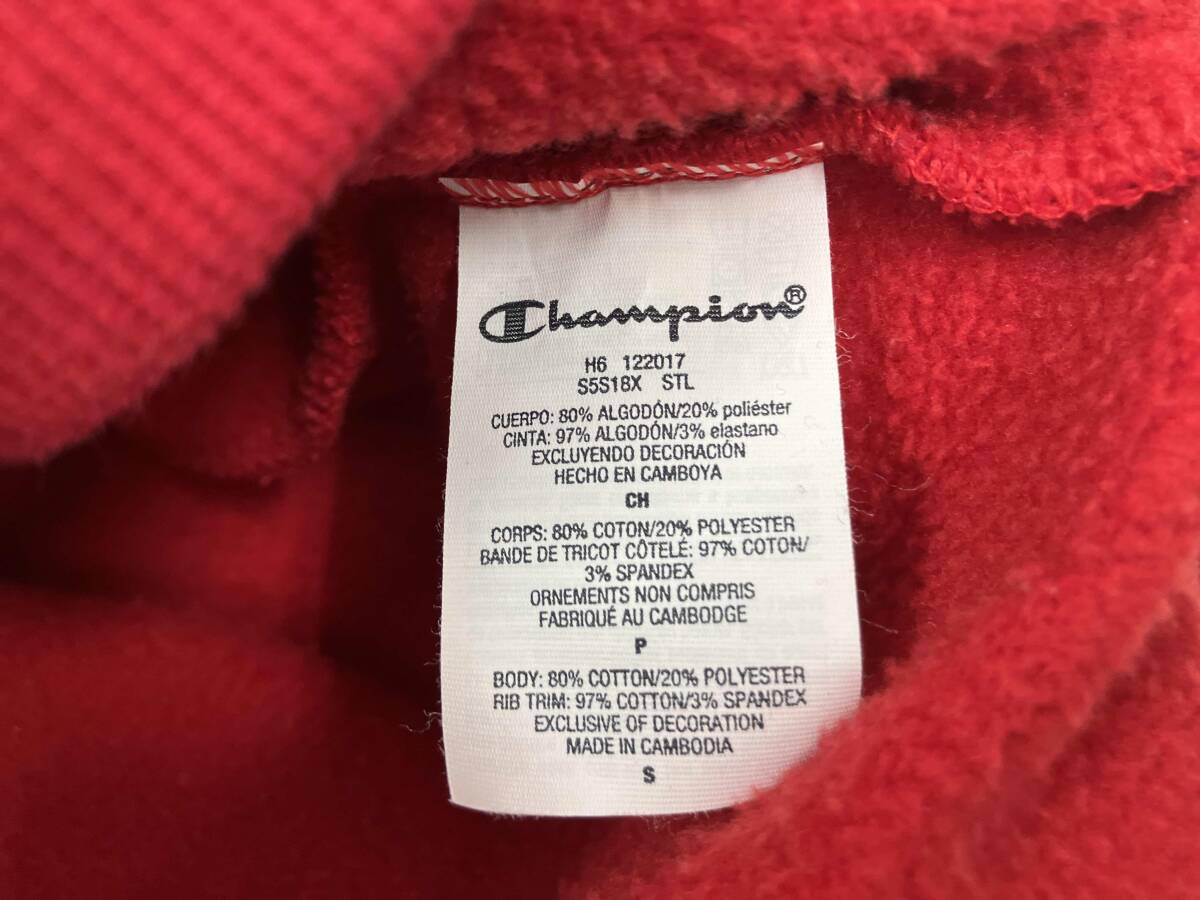 Champion®
H6 122017
S5S18X STL
CUERPO: 80% ALGODÓN/20% poliéster
CINTA: 97% ALGODÓN/3% elastano
EXCLUYENDO DECORACIÓN
HECHO EN CAMBOYA
CH
CORPS: 80% COTON/20% POLYESTER
BANDE DE TRICOT CÔTELÉ: 97% COTON/
3% SPANDEX
ORNEMENTS NON COMPRIS
FABRIQUÉ AU CAMBODGE
P
BODY: 80% COTTON/20% POLYESTER
RIB TRIM: 97% COTTON/3% SPANDEX
EXCLUSIVE OF DECORATION
MADE IN CAMBODIA
S